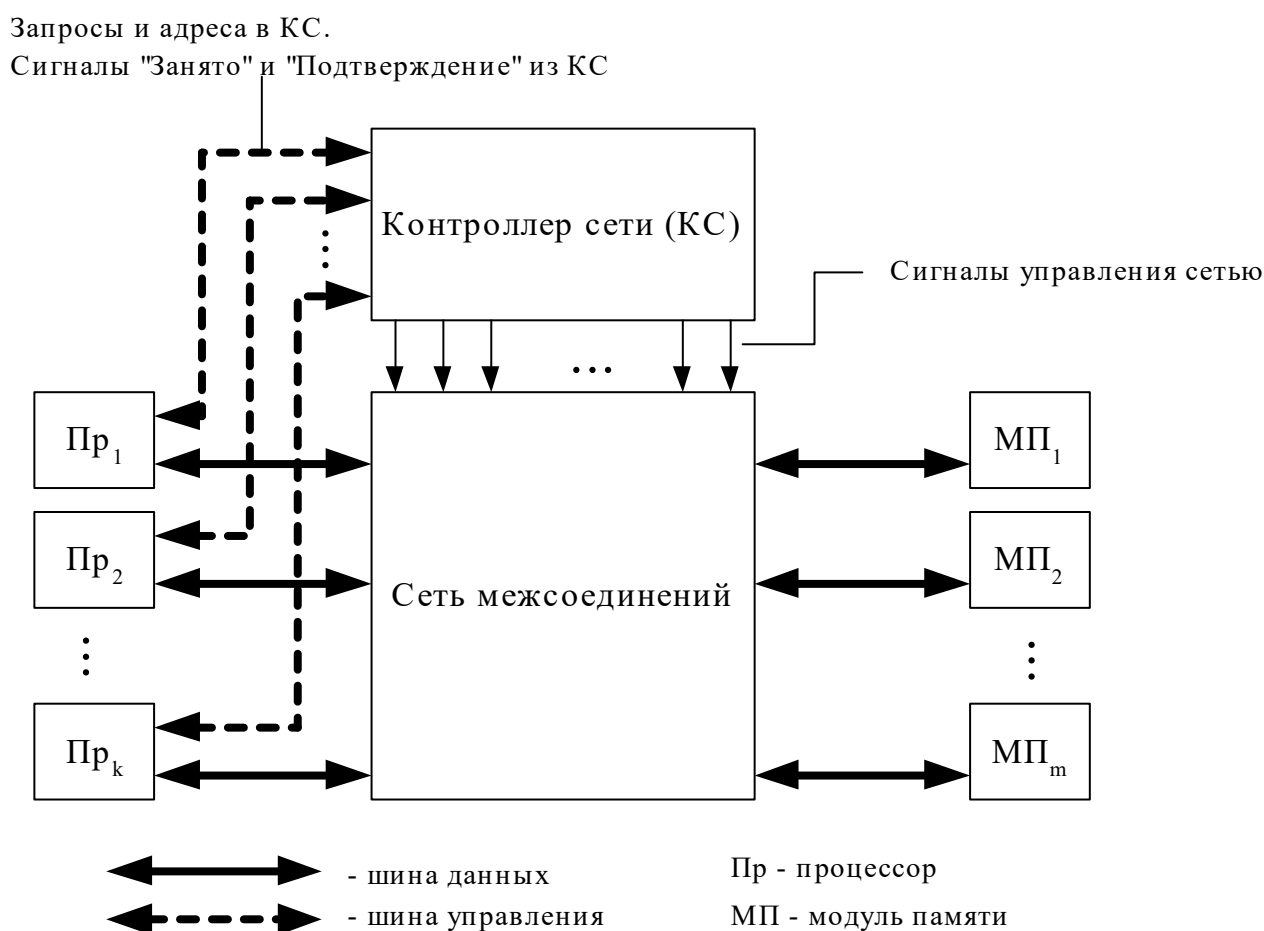 Запросы и адреса в КС.
Сигналы "Занято" и "Подтверждение" из КС
Контроллер сети (КС)
Сигналы управления сетью
...
Пр1
МП1
Пр2
МП2
Сеть межсоединений
Прk
МПm
- шина данных
Пр - процессор
- шина управления
МП - модуль памяти